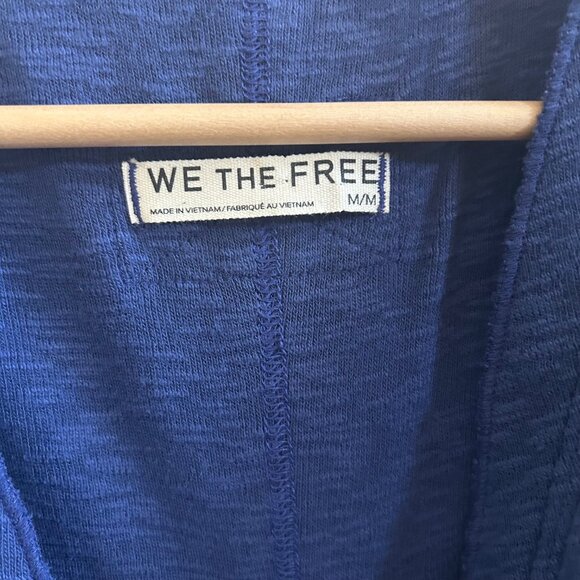 WE THE FREE
MADE IN VIETNAM/FABRIQUÉ AU VIETNAM M/M